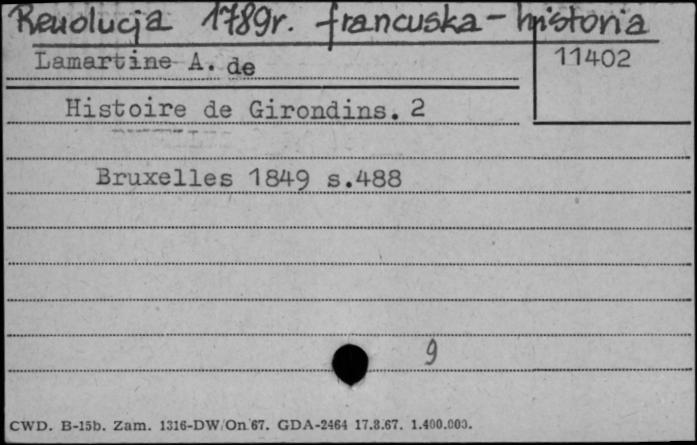 Rewolucja 1789r. francuska - historia
Lamartine A. de
11402
Histoire de Girondins. 2
Bruxelles 1849 s.488
9
CWD. B-15b. Zam. 1316-DW/On/67. GDA-2464 17.3.67. 1.400.000.